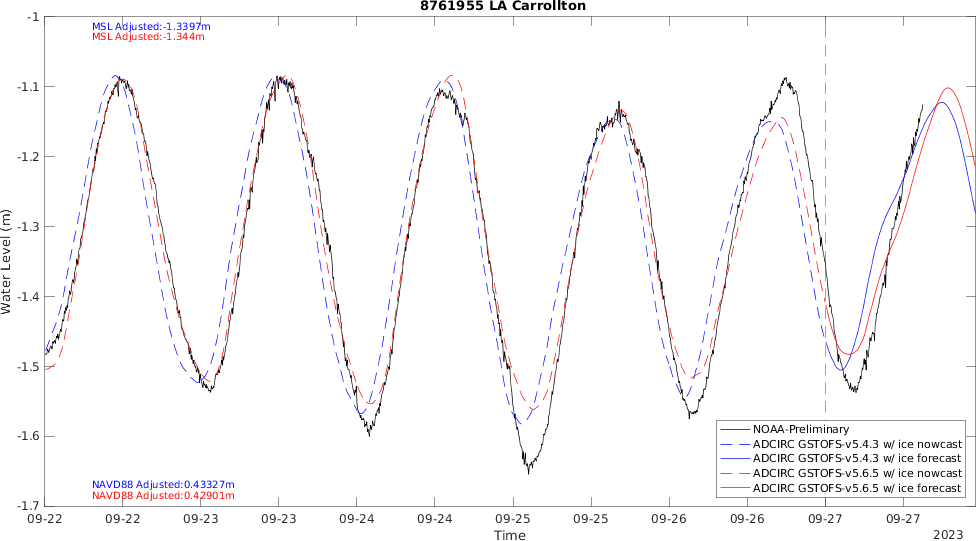 8761955 LA Carrollton
MSL Adjusted:-1.3397m
MSL Adjusted:-1.344m
-1
-1.1
-1.2
-1.3
-1.4
-1.5
-1.6
-1.7
Water Level (m)
NOAA-Preliminary
ADCIRC GSTOFS-v5.4.3 w/ ice nowcast
ADCIRC GSTOFS-v5.4.3 w/ ice forecast
ADCIRC GSTOFS-v5.6.5 w/ ice nowcast
ADCIRC GSTOFS-v5.6.5 w/ ice forecast
NAVD88 Adjusted:0.43327m
NAVD88 Adjusted:0.42901m
09-22 09-22 09-23 09-23 09-24 09-24 09-25 09-25 09-26 09-26 09-27 09-27
Time
2023